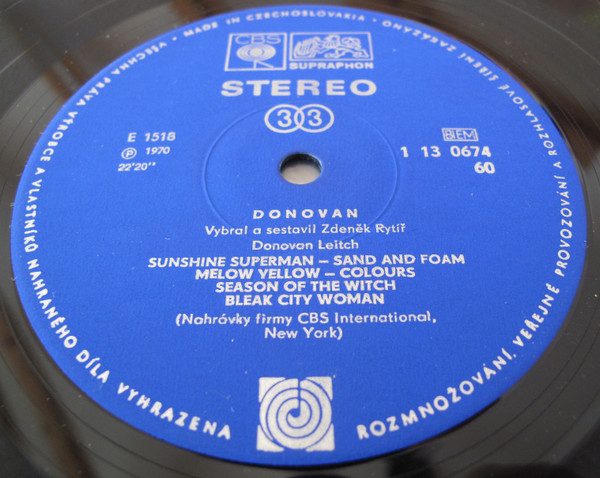 VŠECHNA PRÁVA VÝROBCE A VLASTNÍKŮ NAHRANÉHO DÍLA VYHRAZENA
ROZMNOŽOVÁNÍ, VEŘEJNÉ PROVOZOVÁNÍ A ROZHLASOVÉ ŠÍŘENÍ ZAKÁZÁNO
• MADE IN CZECHOSLOVAKIA •
CBS
SUPRAPHON
STEREO
33
E 1518
BIEM
℗ 1970
1 13 0674
22'20"
60
DONOVAN
Vybral a sestavil Zdeněk Rytíř
Donovan Leitch
SUNSHINE SUPERMAN – SAND AND FOAM
MELOW YELLOW – COLOURS
SEASON OF THE WITCH
BLEAK CITY WOMAN
(Nahrávky firmy CBS International,
New York)